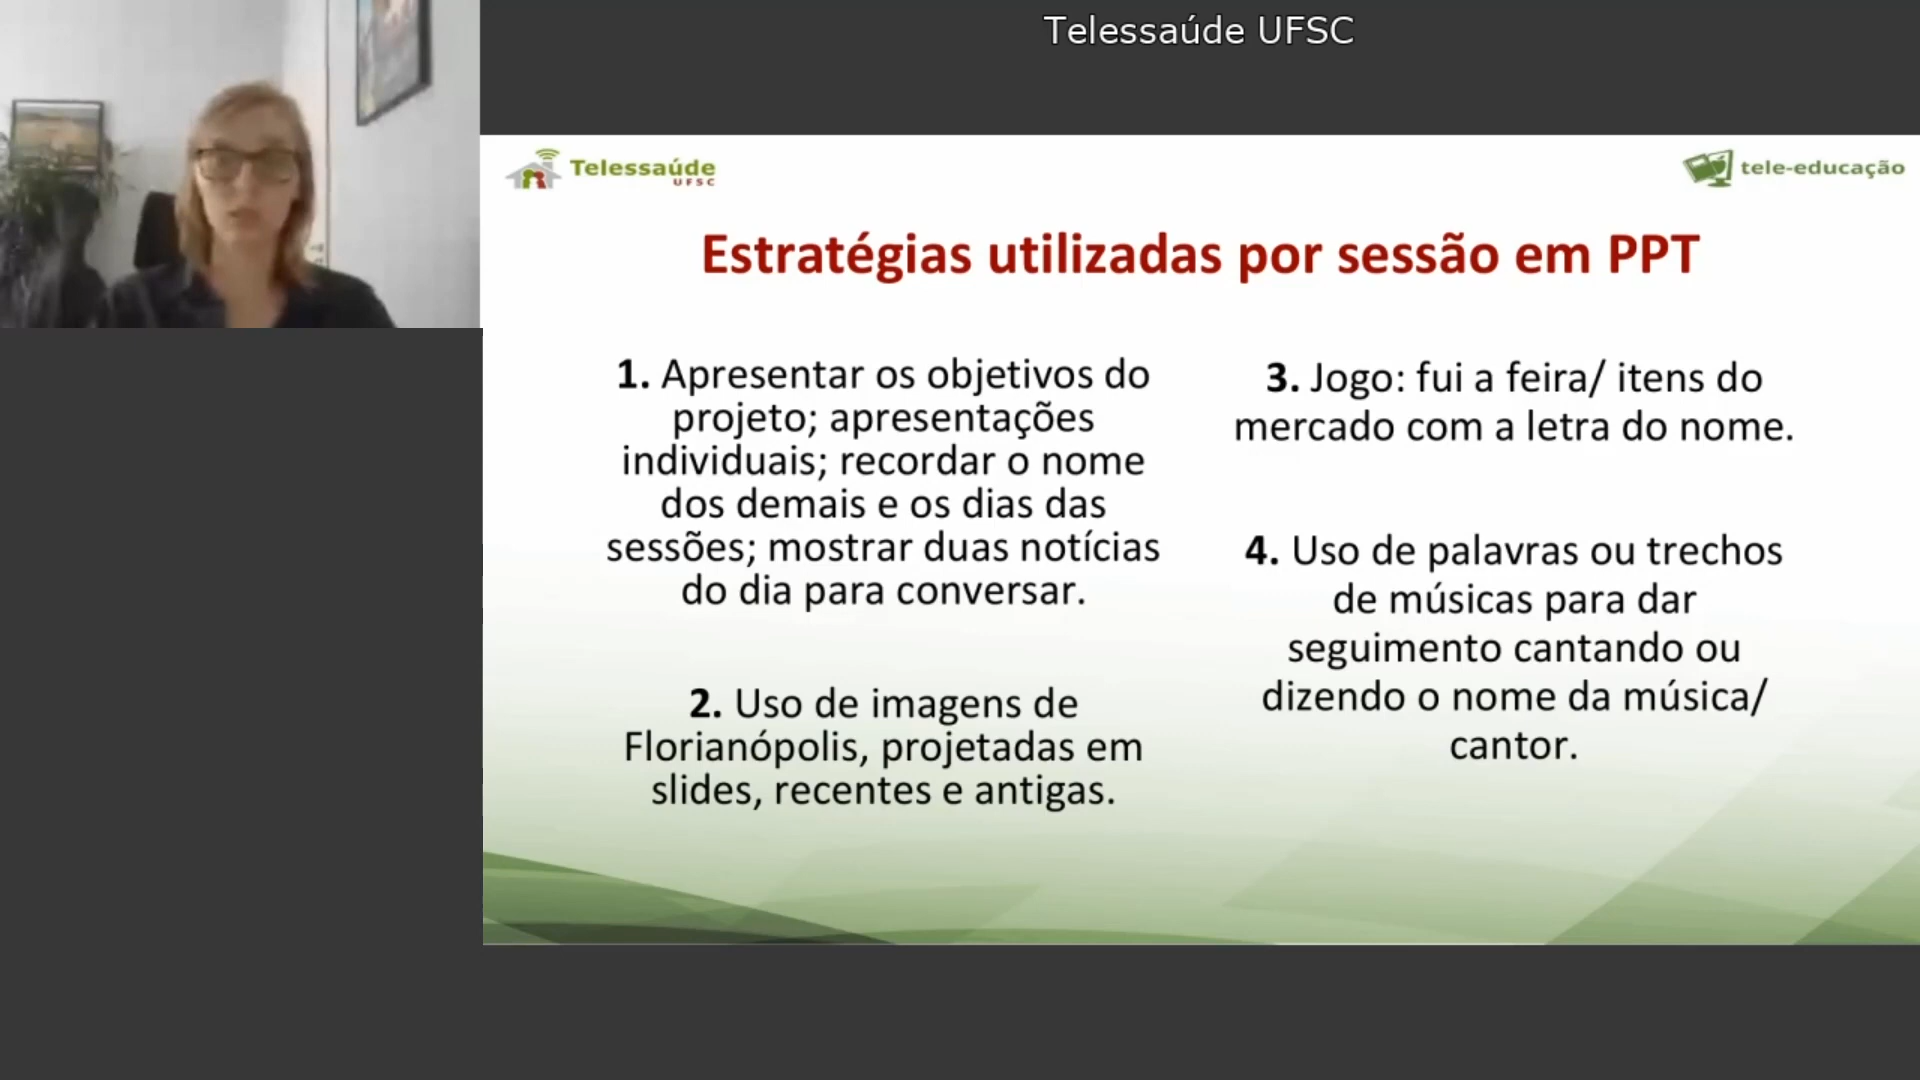 Telessaúde UFSC
Telessaúde
UFSC
tele-educação
Estratégias utilizadas por sessão em PPT
1. Apresentar os objetivos do
projeto; apresentações
individuais; recordar o nome
dos demais e os dias das
sessões; mostrar duas notícias
do dia para conversar.
2. Uso de imagens de
Florianópolis, projetadas em
slides, recentes e antigas.
3. Jogo: fui a feira/ itens do
mercado com a letra do nome.
4. Uso de palavras ou trechos
de músicas para dar
seguimento cantando ou
dizendo o nome da música/
cantor.